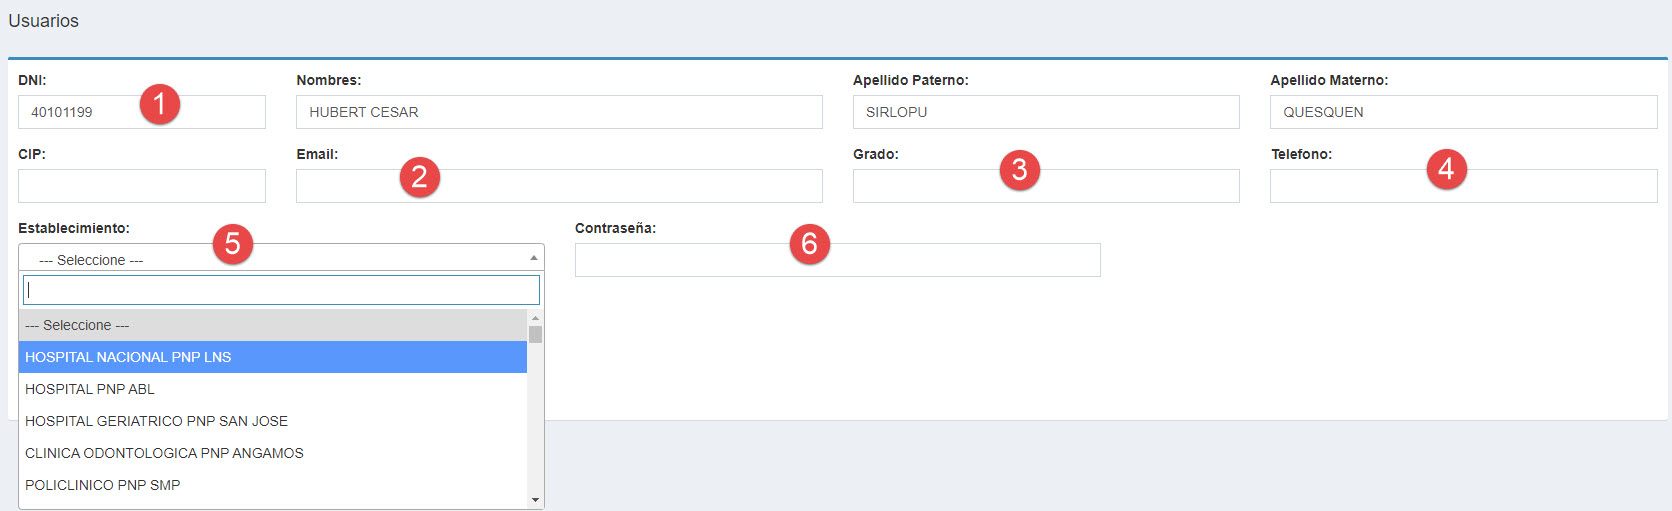 Usuarios
DNI: Nombres: Apellido Paterno: Apellido Materno:
40101199 1 HUBERT CESAR SIRLOPU QUESQUEN
CIP: Email: Grado: Telefono:
2 3 4
Establecimiento: Contraseña:
5 6
--- Seleccione ---
--- Seleccione ---
HOSPITAL NACIONAL PNP LNS
HOSPITAL PNP ABL
HOSPITAL GERIATRICO PNP SAN JOSE
CLINICA ODONTOLOGICA PNP ANGAMOS
POLICLINICO PNP SMP